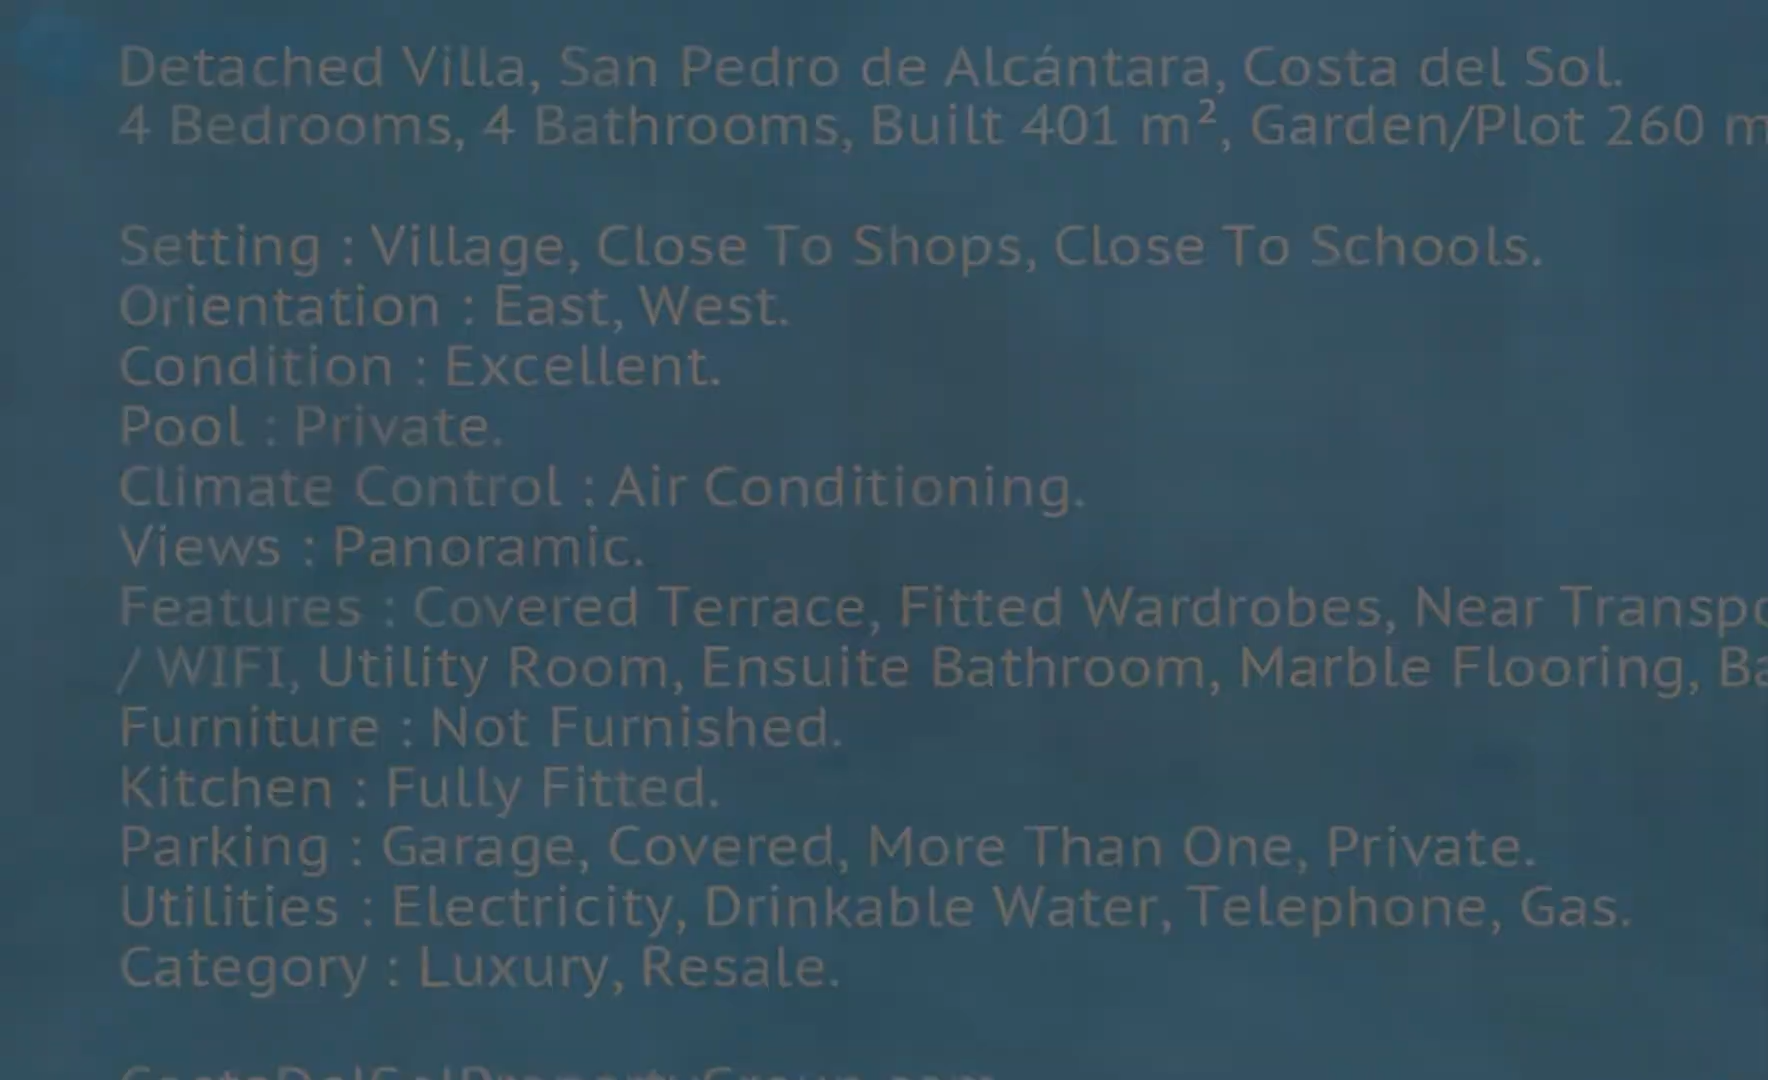 Detached Villa, San Pedro de Alcántara, Costa del Sol.
4 Bedrooms, 4 Bathrooms, Built 401 m², Garden/Plot 260
Setting : Village, Close To Shops, Close To Schools.
Orientation : East, West.
Condition : Excellent.
Pool : Private.
Climate Control : Air Conditioning.
Views : Panoramic.
Features : Covered Terrace, Fitted Wardrobes, Near
/ WIFI, Utility Room, Ensuite Bathroom, Marble Flooring,
Furniture : Not Furnished.
Kitchen : Fully Fitted.
Parking : Garage, Covered, More Than One, Private.
Utilities : Electricity, Drinkable Water, Telephone, Gas.
Category : Luxury, Resale.